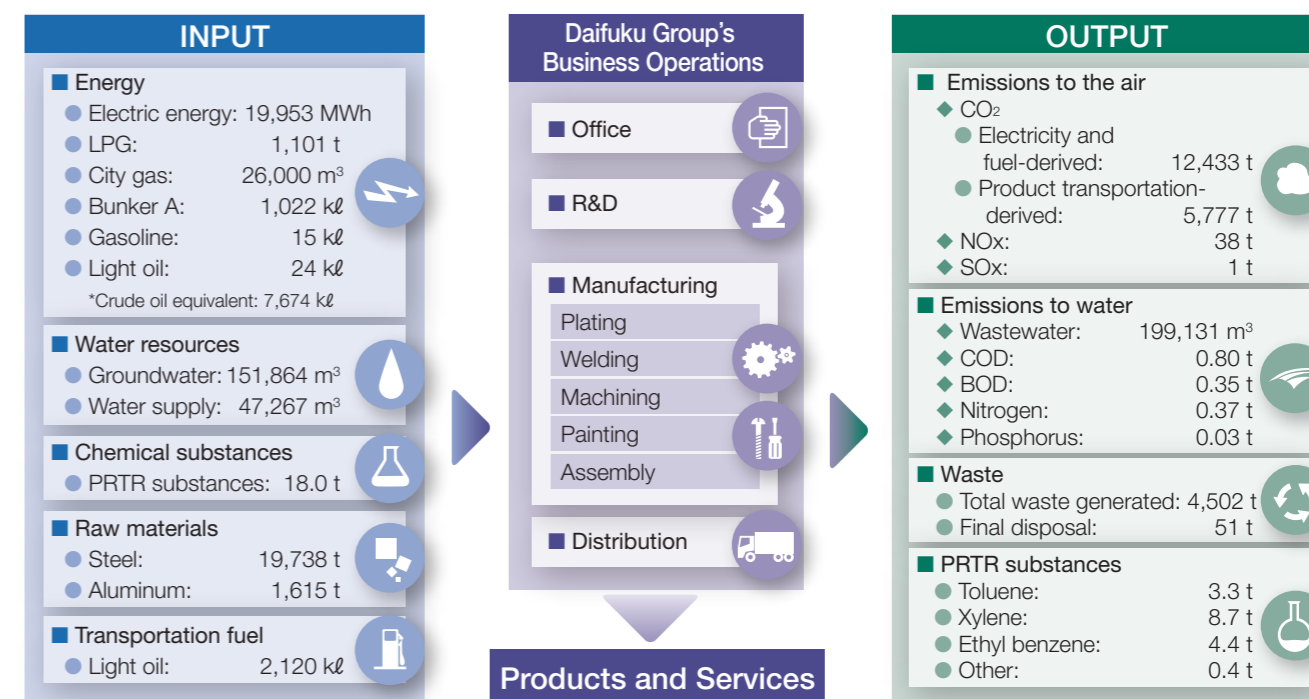 INPUT
■ Energy
● Electric energy: 19,953 MWh
● LPG: 1,101 t
● City gas: 26,000 m³
● Bunker A: 1,022 kℓ
● Gasoline: 15 kℓ
● Light oil: 24 kℓ
*Crude oil equivalent: 7,674 kℓ
■ Water resources
● Groundwater: 151,864 m³
● Water supply: 47,267 m³
■ Chemical substances
● PRTR substances: 18.0 t
■ Raw materials
● Steel: 19,738 t
● Aluminum: 1,615 t
■ Transportation fuel
● Light oil: 2,120 kℓ
Daifuku Group's
Business Operations
■ Office
■ R&D
■ Manufacturing
Plating
Welding
Machining
Painting
Assembly
■ Distribution
Products and Services
OUTPUT
■ Emissions to the air
◆ CO₂
● Electricity and
fuel-derived: 12,433 t
● Product transportation-
derived: 5,777 t
◆ NOx: 38 t
◆ SOx: 1 t
■ Emissions to water
◆ Wastewater: 199,131 m³
◆ COD: 0.80 t
◆ BOD: 0.35 t
◆ Nitrogen: 0.37 t
◆ Phosphorus: 0.03 t
■ Waste
● Total waste generated: 4,502 t
● Final disposal: 51 t
■ PRTR substances
● Toluene: 3.3 t
● Xylene: 8.7 t
● Ethyl benzene: 4.4 t
● Other: 0.4 t